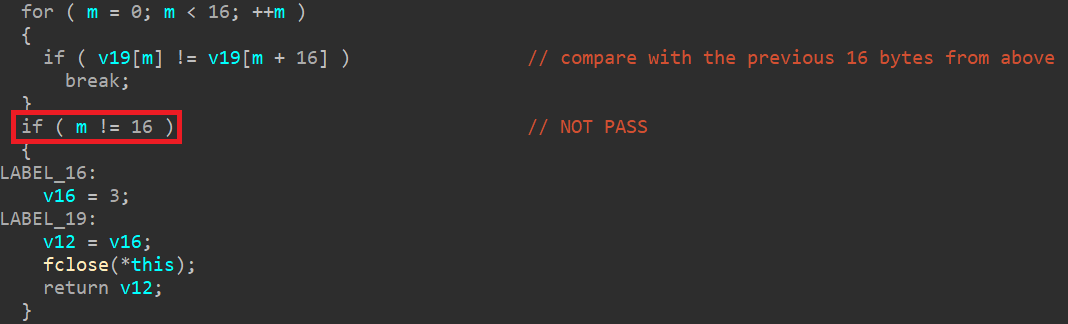 for ( m = 0; m < 16; ++m )
{
if ( v19[m] != v19[m + 16] ) // compare with the previous 16 bytes from above
break;
}
if ( m != 16 ) // NOT PASS
{
LABEL_16:
v16 = 3;
LABEL_19:
v12 = v16;
fclose(*this);
return v12;
}